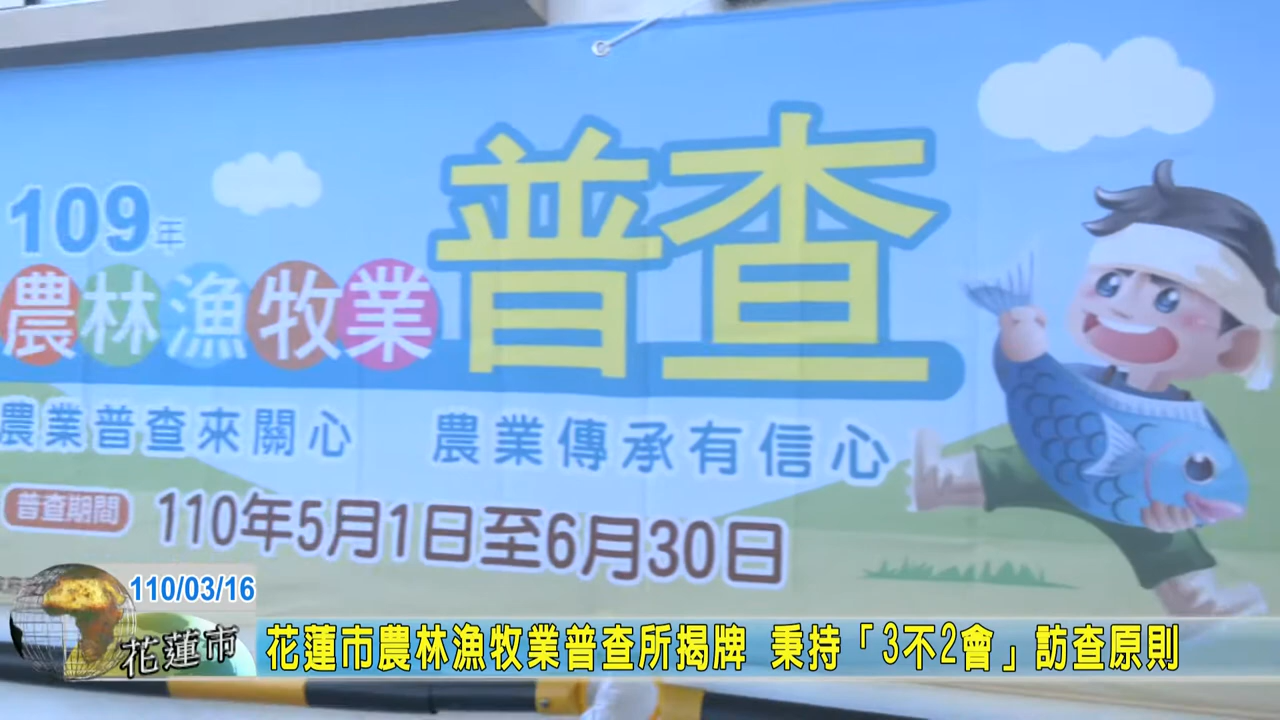 109年
農林漁牧業
普查
農業普查來關心 農業傳承有信心
普查期間 110年5月1日至6月30日
110/03/16
花蓮市
花蓮市農林漁牧業普查所揭牌 秉持「3不2會」訪查原則